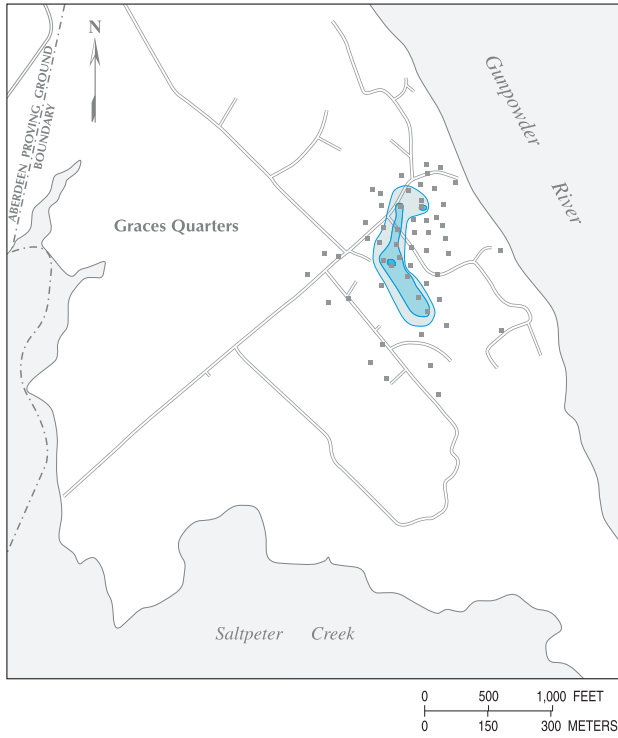 N
ABERDEEN PROVING GROUND
BOUNDARY
Gunpowder
River
Graces Quarters
Saltpeter Creek
0 500 1,000 FEET
0 150 300 METERS